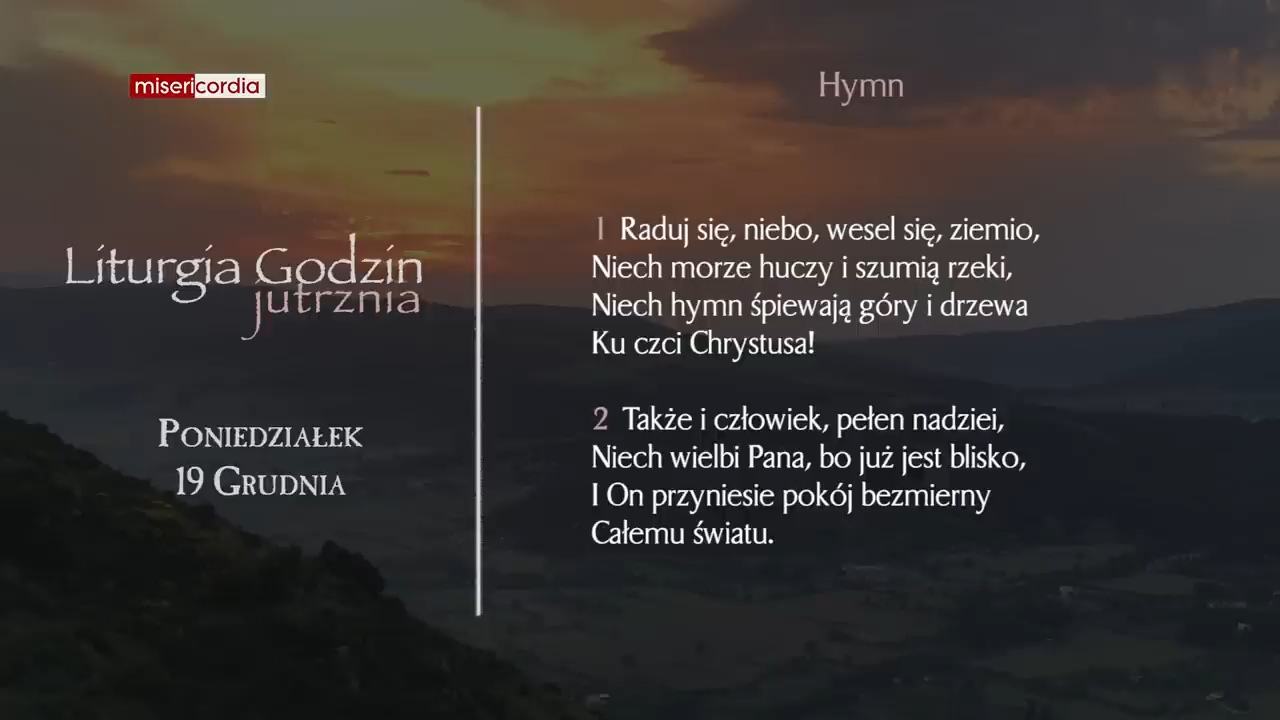 misericordia
Liturgia Godzin
jutrznia
Poniedziałek
19 Grudnia
Hymn
1 Raduj się, niebo, wesel się, ziemio,
Niech morze huczy i szumią rzeki,
Niech hymn śpiewają góry i drzewa
Ku czci Chrystusa!
2 Także i człowiek, pełen nadziei,
Niech wielbi Pana, bo już jest blisko,
I On przyniesie pokój bezmierny
Całemu światu.